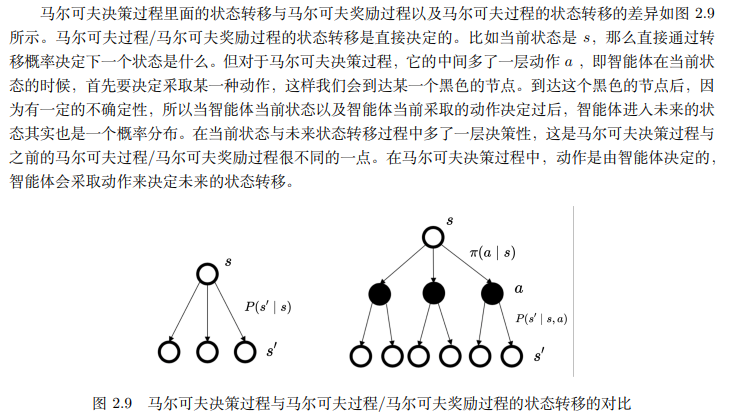 马尔可夫决策过程里面的状态转移与马尔可夫奖励过程以及马尔可夫过程的状态转移的差异如图 2.9
所示。马尔可夫过程/马尔可夫奖励过程的状态转移是直接决定的。比如当前状态是 s，那么直接通过转
移概率决定下一个状态是什么。但对于马尔可夫决策过程，它的中间多了一层动作 a ，即智能体在当前状
态的时候，首先要决定采取某一种动作，这样我们会到达某一个黑色的节点。到达这个黑色的节点后，因
为有一定的不确定性，所以当智能体当前状态以及智能体当前采取的动作决定过后，智能体进入未来的状
态其实也是一个概率分布。在当前状态与未来状态转移过程中多了一层决策性，这是马尔可夫决策过程与
之前的马尔可夫过程/马尔可夫奖励过程很不同的一点。在马尔可夫决策过程中，动作是由智能体决定的，
智能体会采取动作来决定未来的状态转移。
s
P(s′ | s)
s′
s
π(a | s)
a
P(s′ | s, a)
s′
图 2.9 马尔可夫决策过程与马尔可夫过程/马尔可夫奖励过程的状态转移的对比